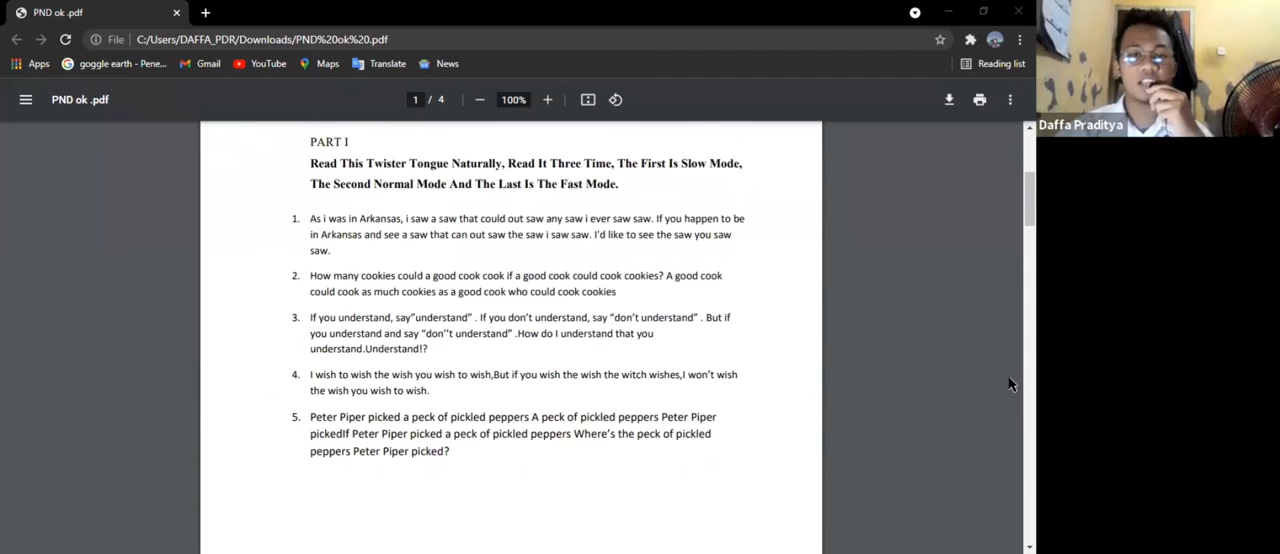 PND ok .pdf
File C:/Users/DAFFA_PDR/Downloads/PND%20ok%20.pdf
Apps goggle earth - Pene... Gmail YouTube Maps Translate News Reading list
PND ok .pdf 1 / 4 100%
Daffa Praditya
PART I
Read This Twister Tongue Naturally, Read It Three Time, The First Is Slow Mode,
The Second Normal Mode And The Last Is The Fast Mode.
1. As i was in Arkansas, i saw a saw that could out saw any saw i ever saw saw. If you happen to be
in Arkansas and see a saw that can out saw the saw i saw saw. I'd like to see the saw you saw
saw.
2. How many cookies could a good cook cook if a good cook could cook cookies? A good cook
could cook as much cookies as a good cook who could cook cookies
3. If you understand, say”understand” . If you don’t understand, say “don’t understand” . But if
you understand and say “don’'t understand” .How do I understand that you
understand.Understand!?
4. I wish to wish the wish you wish to wish,But if you wish the wish the witch wishes,I won’t wish
the wish you wish to wish.
5. Peter Piper picked a peck of pickled peppers A peck of pickled peppers Peter Piper
pickedIf Peter Piper picked a peck of pickled peppers Where’s the peck of pickled
peppers Peter Piper picked?